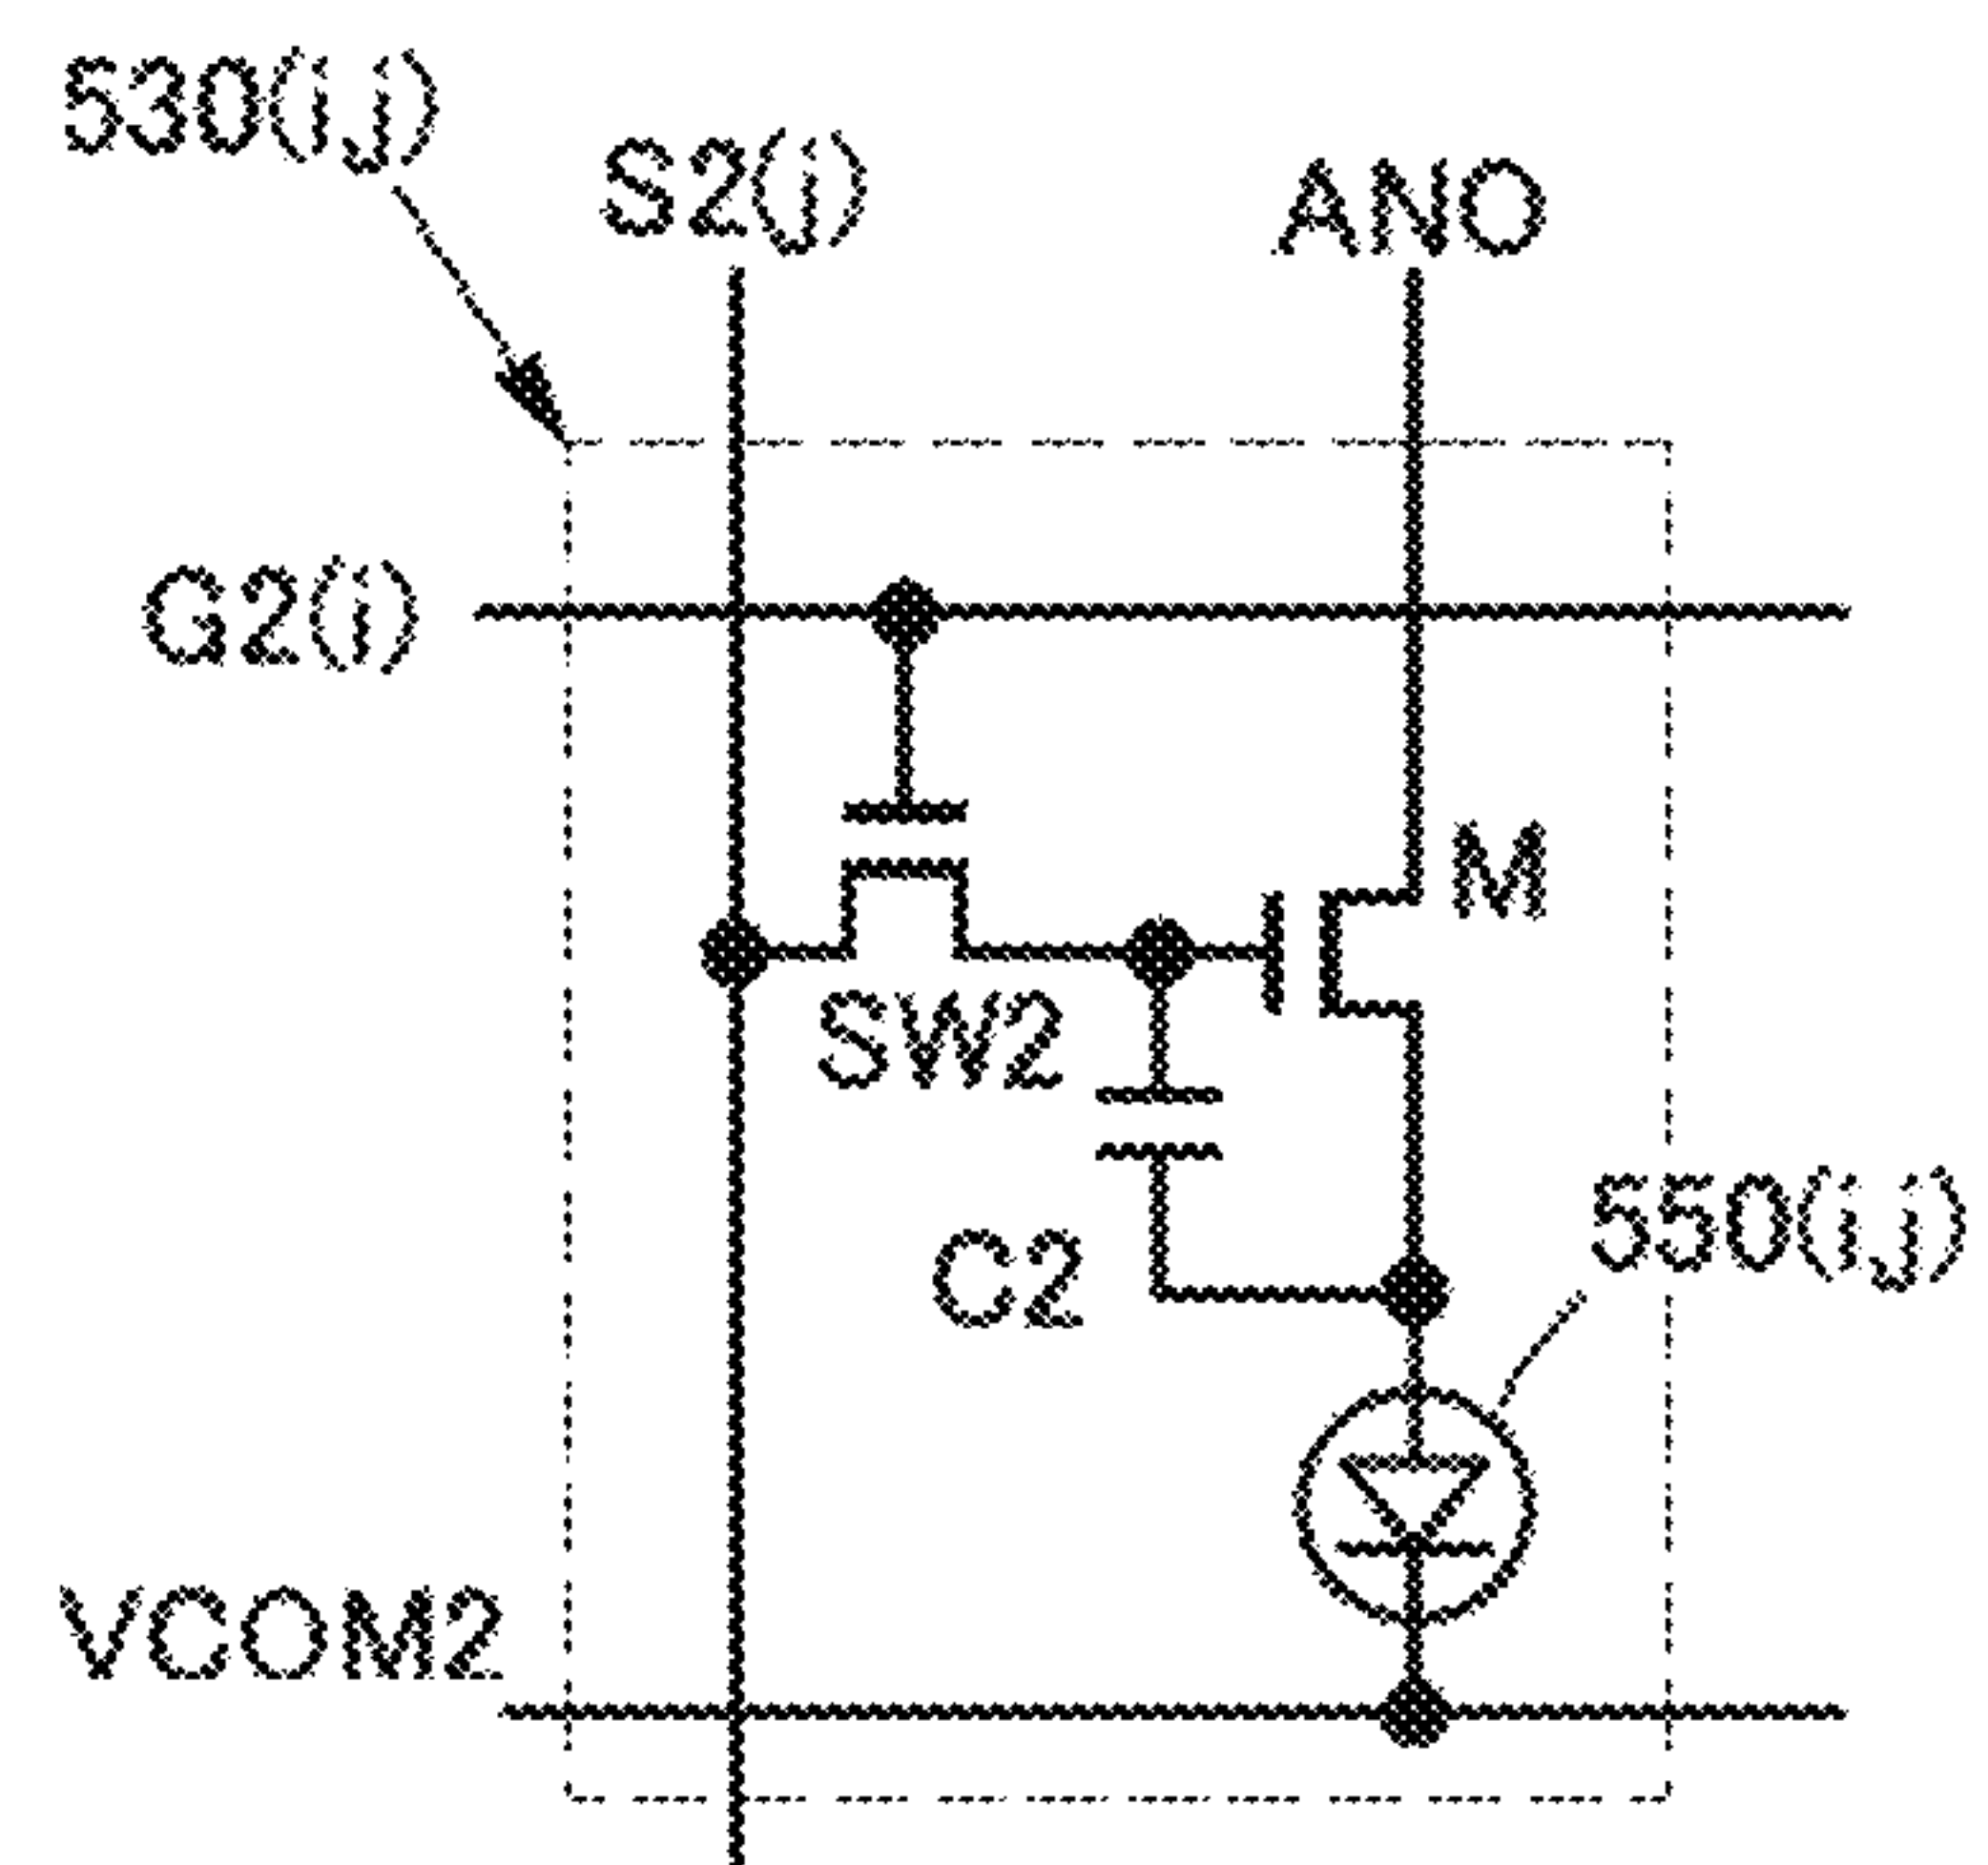 530(i,j)
S2(j)
ANO
G2(i)
M
SW2
C2
550(i,j)
VCOM2